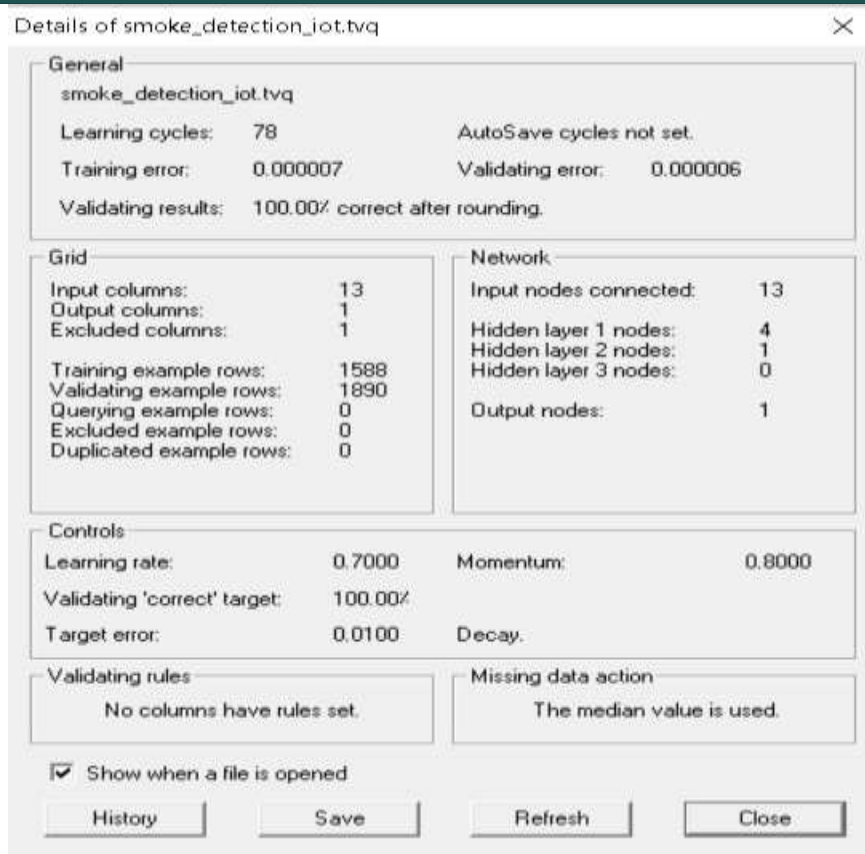 Details of smoke_detection_iot.tvq
General
smoke_detection_iot.tvq
Learning cycles: 78 AutoSave cycles not set.
Training error: 0.000007 Validating error: 0.000006
Validating results: 100.00% correct after rounding.
Grid
Input columns: 13
Output columns: 1
Excluded columns: 1
Training example rows: 1588
Validating example rows: 1890
Querying example rows: 0
Excluded example rows: 0
Duplicated example rows: 0
Network
Input nodes connected: 13
Hidden layer 1 nodes: 4
Hidden layer 2 nodes: 1
Hidden layer 3 nodes: 0
Output nodes: 1
Controls
Learning rate: 0.7000 Momentum: 0.8000
Validating 'correct' target: 100.00%
Target error: 0.0100 Decay.
Validating rules
No columns have rules set.
Missing data action
The median value is used.
Show when a file is opened
History Save Refresh Close